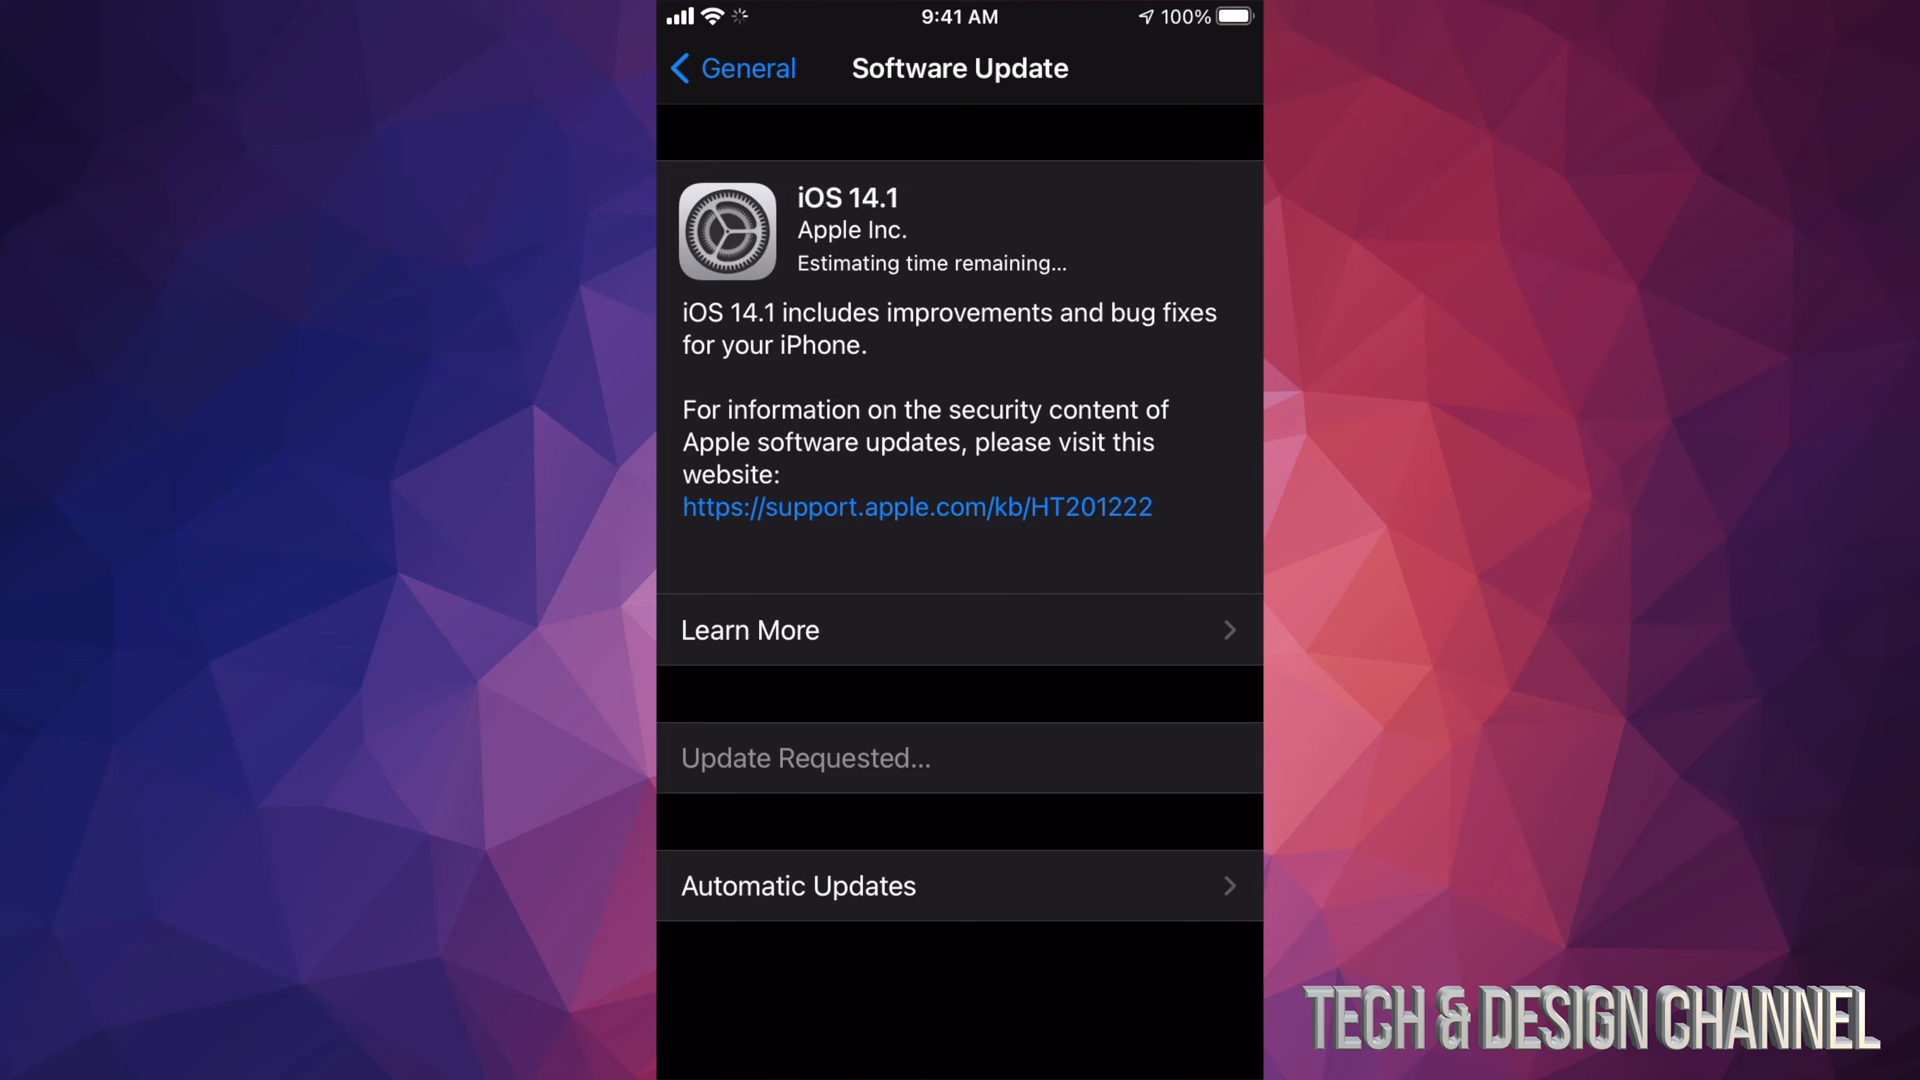 9:41 AM
100%
General
Software Update
iOS 14.1
Apple Inc.
Estimating time remaining...
iOS 14.1 includes improvements and bug fixes
for your iPhone.
For information on the security content of
Apple software updates, please visit this
website:
https://support.apple.com/kb/HT201222
Learn More
Update Requested...
Automatic Updates
TECH & DESIGN CHANNEL